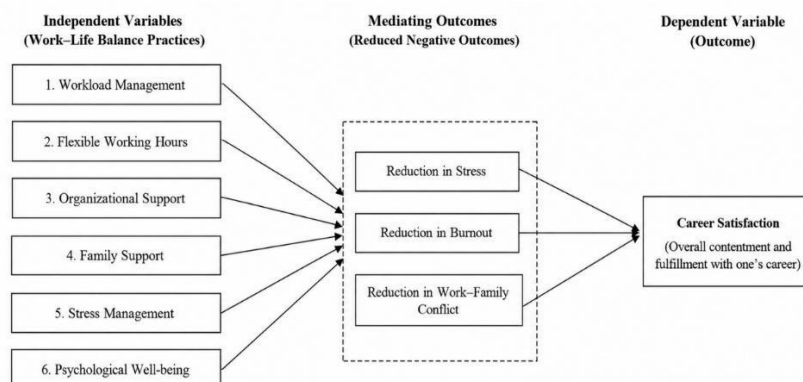 Independent Variables
(Work–Life Balance Practices)
1. Workload Management
2. Flexible Working Hours
3. Organizational Support
4. Family Support
5. Stress Management
6. Psychological Well-being
Mediating Outcomes
(Reduced Negative Outcomes)
Reduction in Stress
Reduction in Burnout
Reduction in Work–Family
Conflict
Dependent Variable
(Outcome)
Career Satisfaction
(Overall contentment and
fulfillment with one's career)